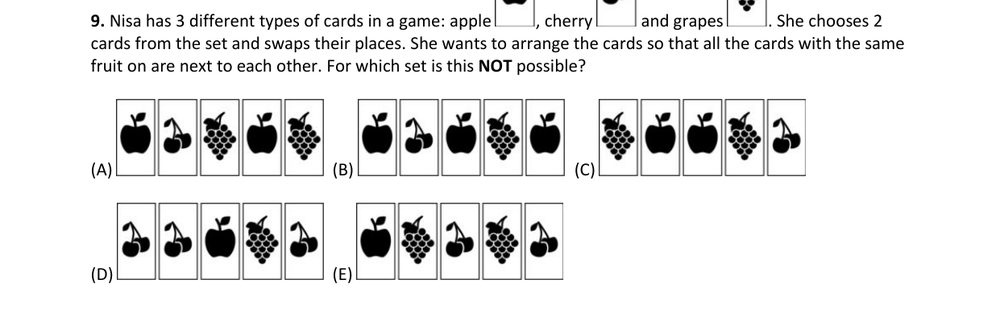 9. Nisa has 3 different types of cards in a game: apple , cherry and grapes . She chooses 2
cards from the set and swaps their places. She wants to arrange the cards so that all the cards with the same
fruit on are next to each other. For which set is this NOT possible?
(A) (B) (C)
(D) (E)